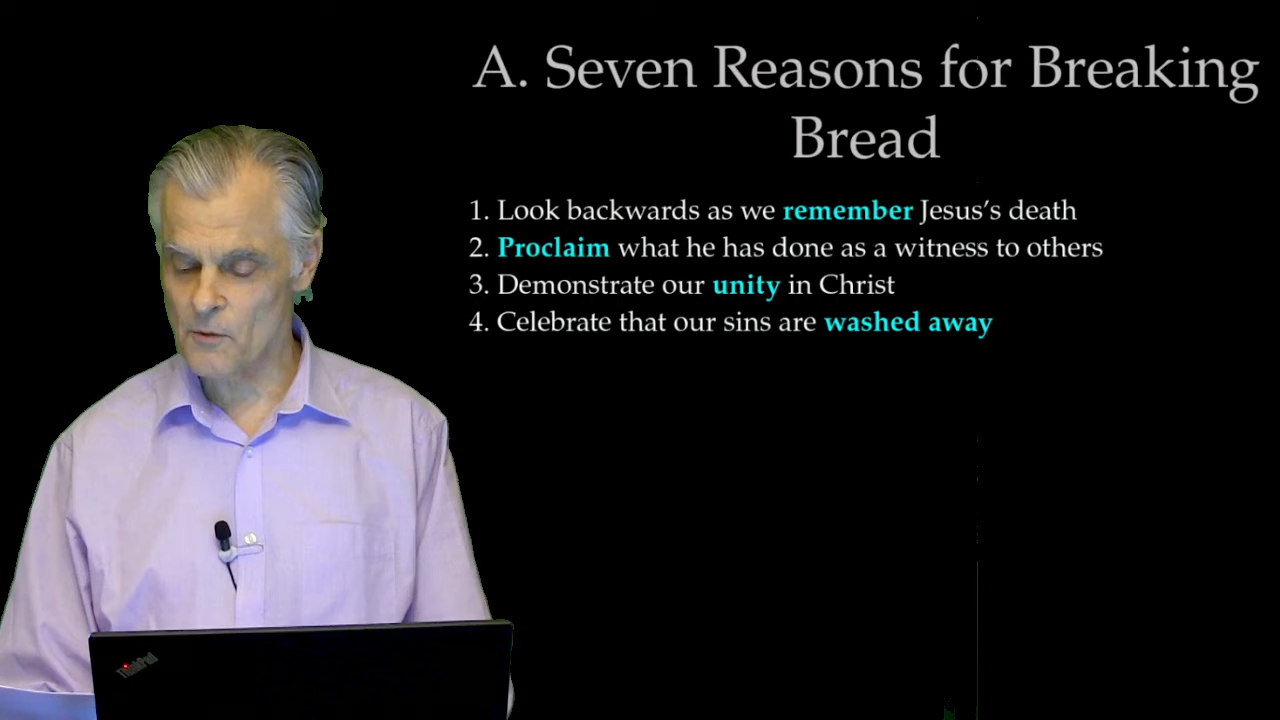 A. Seven Reasons for Breaking
Bread
1. Look backwards as we remember Jesus's death
2. Proclaim what he has done as a witness to others
3. Demonstrate our unity in Christ
4. Celebrate that our sins are washed away
ThinkPad